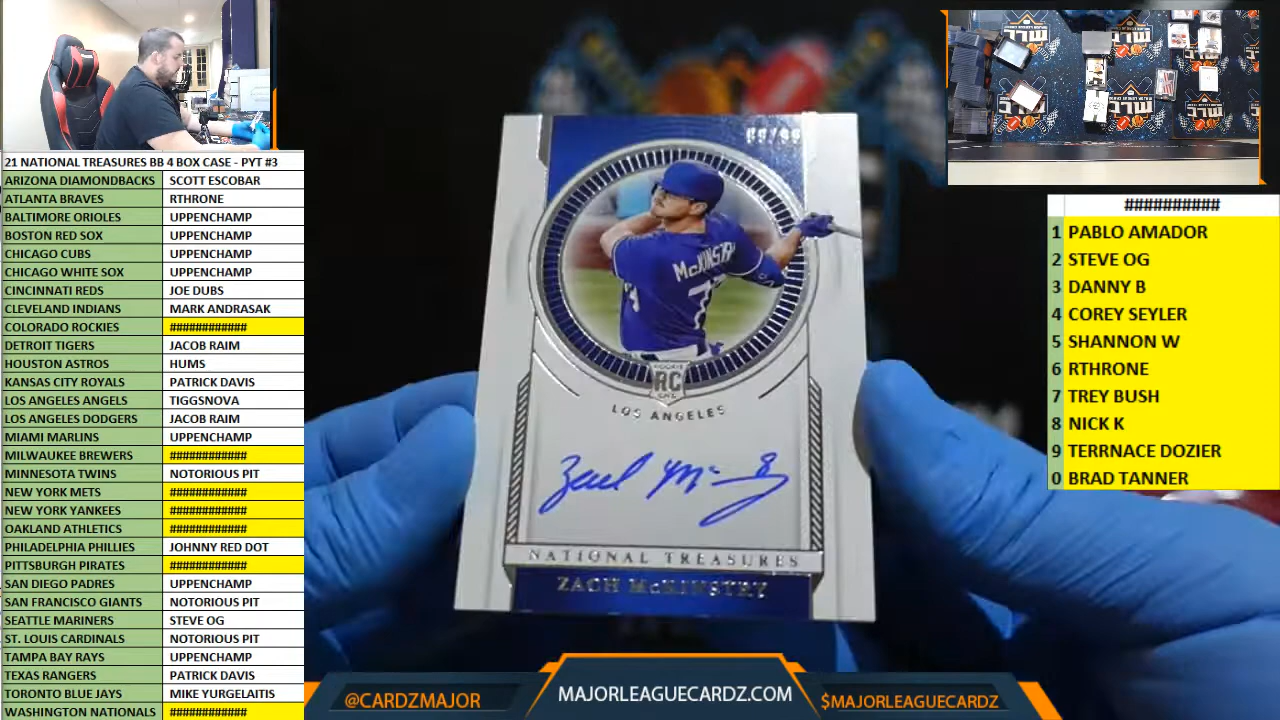 21 NATIONAL TREASURES BB 4 BOX CASE - PYT #3
ARIZONA DIAMONDBACKS SCOTT ESCOBAR
ATLANTA BRAVES RTHRONE
BALTIMORE ORIOLES UPPENCHAMP
BOSTON RED SOX UPPENCHAMP
CHICAGO CUBS UPPENCHAMP
CHICAGO WHITE SOX UPPENCHAMP
CINCINNATI REDS JOE DUBS
CLEVELAND INDIANS MARK ANDRASAK
COLORADO ROCKIES ############
DETROIT TIGERS JACOB RAIM
HOUSTON ASTROS HUMS
KANSAS CITY ROYALS PATRICK DAVIS
LOS ANGELES ANGELS TIGGSNOVA
LOS ANGELES DODGERS JACOB RAIM
MIAMI MARLINS UPPENCHAMP
MILWAUKEE BREWERS ############
MINNESOTA TWINS NOTORIOUS PIT
NEW YORK METS ############
NEW YORK YANKEES ############
OAKLAND ATHLETICS ############
PHILADELPHIA PHILLIES JOHNNY RED DOT
PITTSBURGH PIRATES ############
SAN DIEGO PADRES UPPENCHAMP
SAN FRANCISCO GIANTS NOTORIOUS PIT
SEATTLE MARINERS STEVE OG
ST. LOUIS CARDINALS NOTORIOUS PIT
TAMPA BAY RAYS UPPENCHAMP
TEXAS RANGERS PATRICK DAVIS
TORONTO BLUE JAYS MIKE YURGELAITIS
WASHINGTON NATIONALS ############
McKINSTRY
RC
LOS ANGELES
NATIONAL TREASURES
ZACH McKINSTRY
##########
1 PABLO AMADOR
2 STEVE OG
3 DANNY B
4 COREY SEYLER
5 SHANNON W
6 RTHRONE
7 TREY BUSH
8 NICK K
9 TERRNACE DOZIER
0 BRAD TANNER
@CARDZMAJOR
MAJORLEAGUECARDZ.COM
$MAJORLEAGUECARDZ